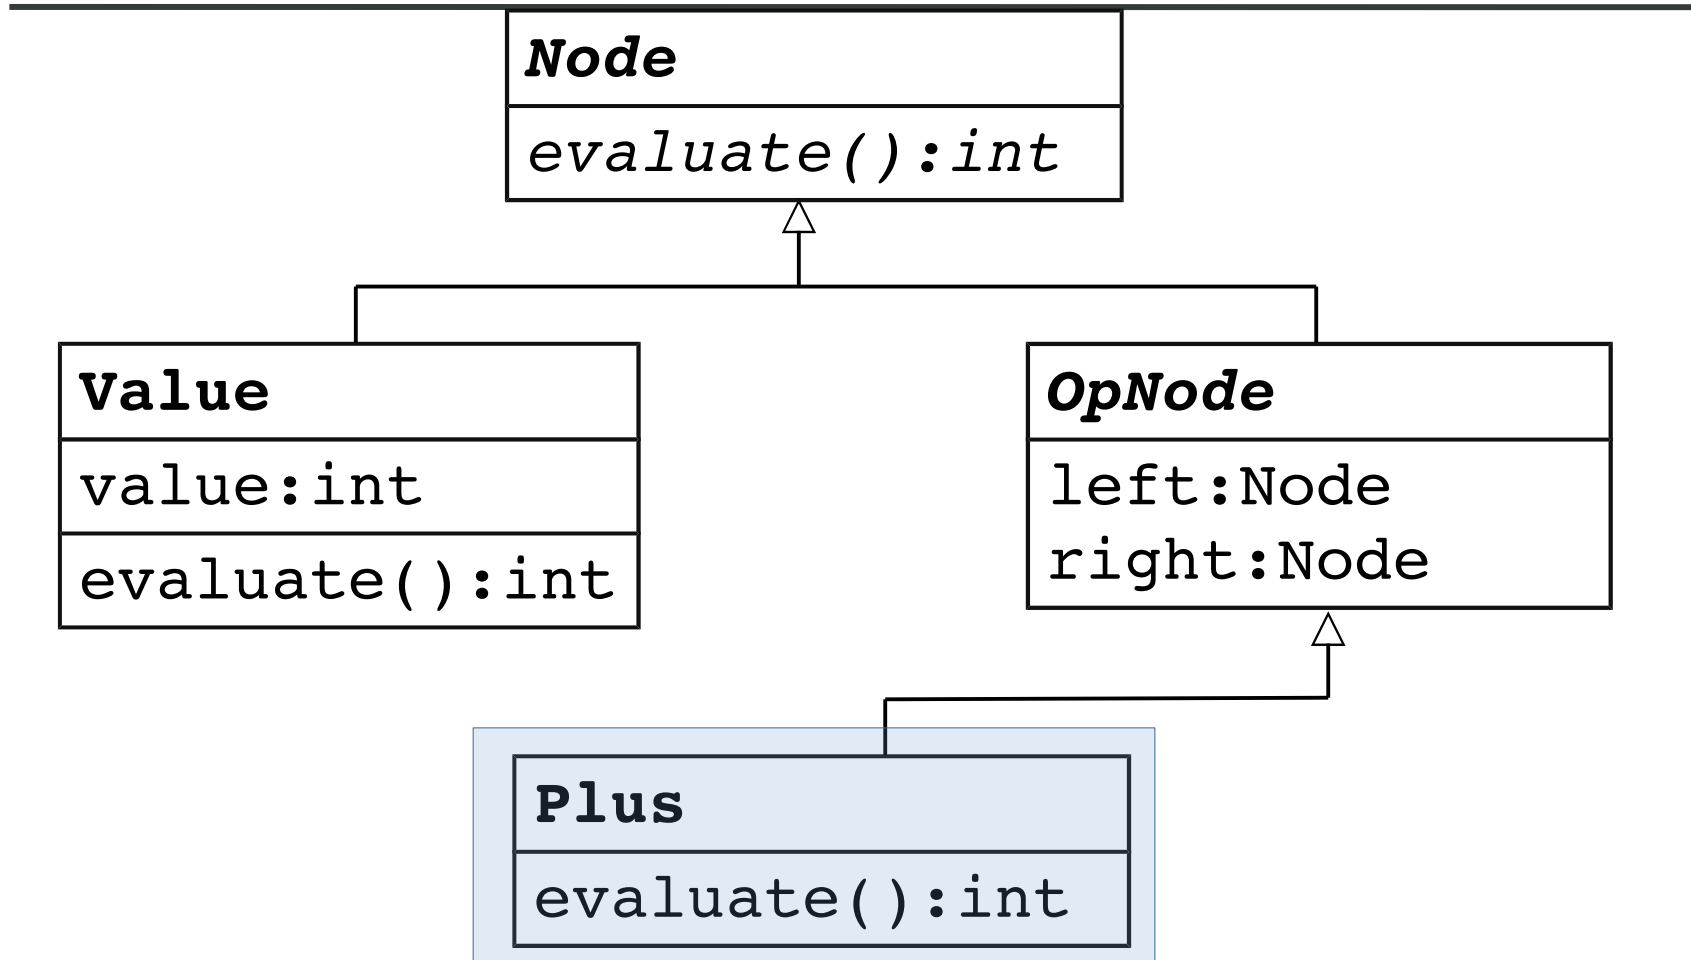 Node
evaluate():int
Value
value:int
evaluate():int
OpNode
left:Node
right:Node
Plus
evaluate():int